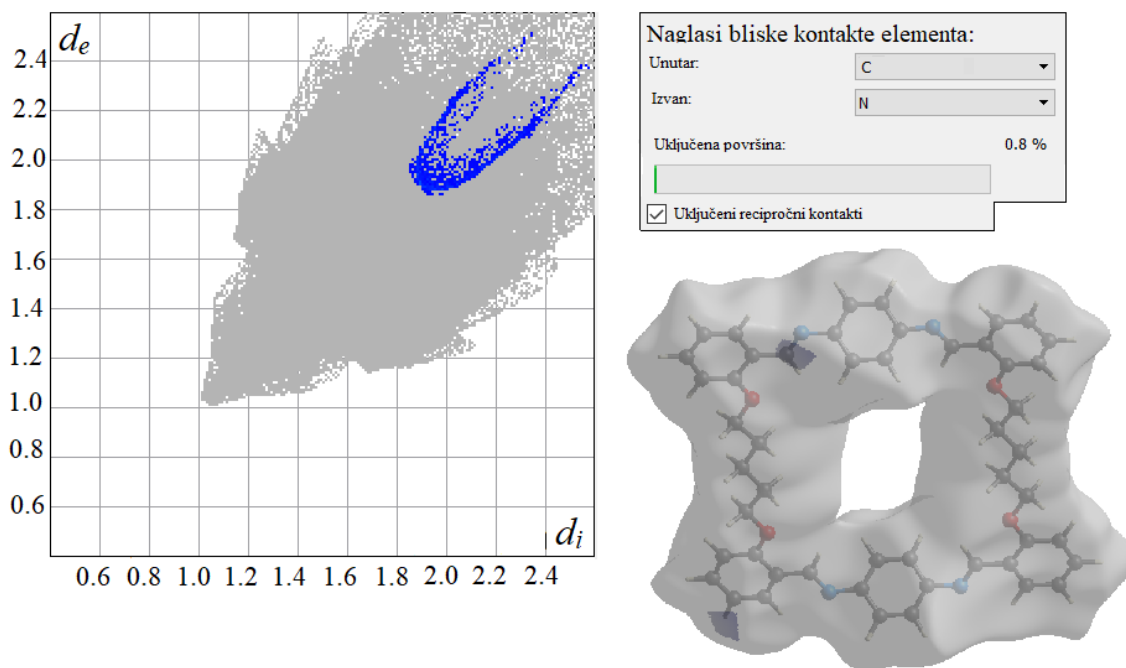 d_e
2.4
2.2
2.0
1.8
1.6
1.4
1.2
1.0
0.8
0.6
d_i
0.6 0.8 1.0 1.2 1.4 1.6 1.8 2.0 2.2 2.4
Naglasi bliske kontakte elementa:
Unutar: C
Izvan: N
Uključena površina: 0.8 %
Uključeni recipročni kontakti